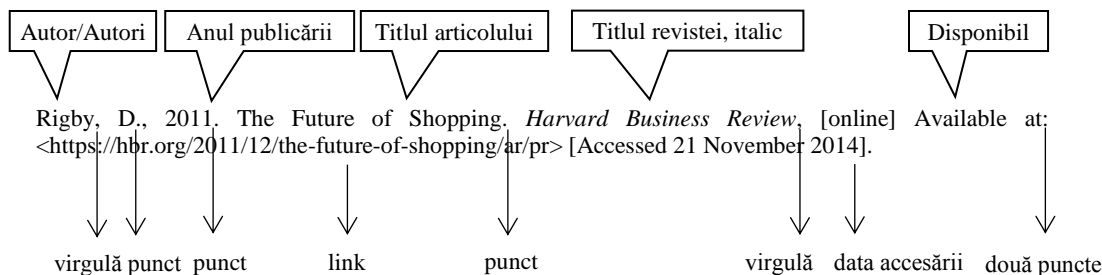 Autor/Autori Anul publicării Titlul articolului Titlul revistei, italic Disponibil
Rigby, D., 2011. The Future of Shopping. Harvard Business Review, [online] Available at:
<https://hbr.org/2011/12/the-future-of-shopping/ar/pr> [Accessed 21 November 2014].
virgulă punct punct link punct virgulă data accesării două puncte